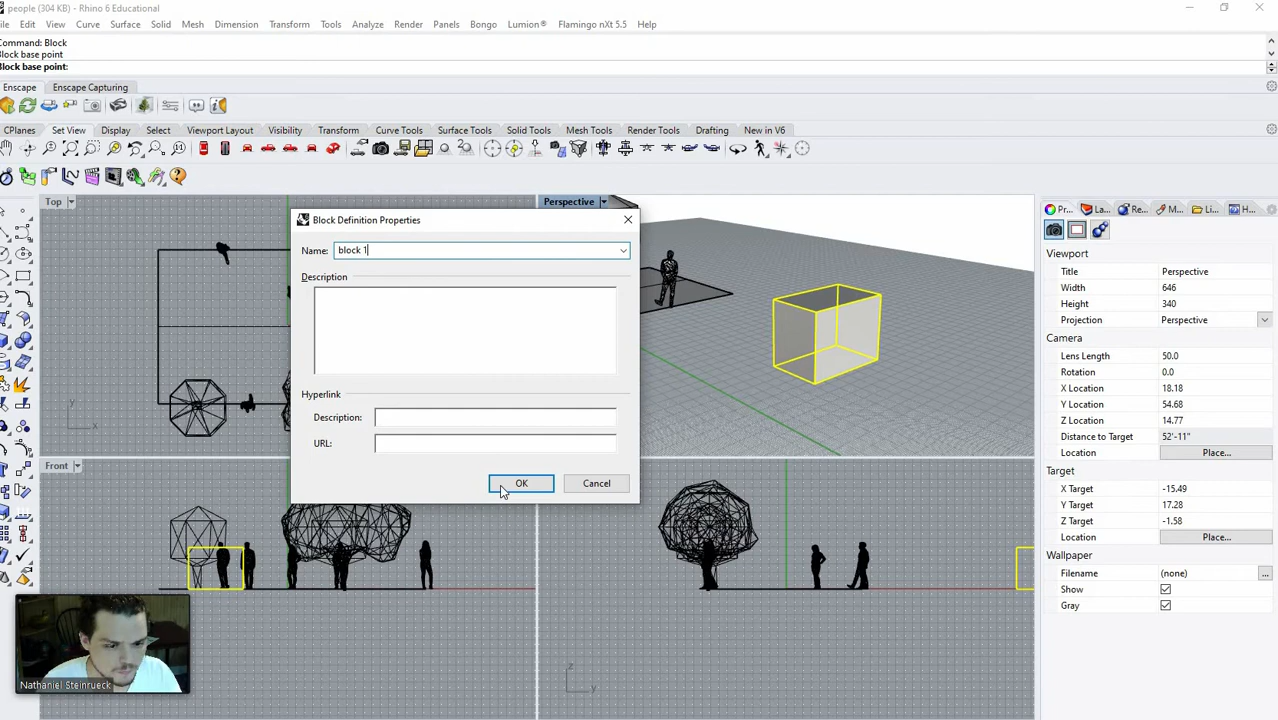 people (304 KB) - Rhino 6 Educational
ile Edit View Curve Surface Solid Mesh Dimension Transform Tools Analyze Render Panels Bongo Lumion® Flamingo nXt 5.5 Help
Command: Block
Block base point
Block base point:
Enscape Enscape Capturing
CPlanes Set View Display Select Viewport Layout Visibility Transform Curve Tools Surface Tools Solid Tools Mesh Tools Render Tools Drafting New in V6
Top
Perspective
Block Definition Properties
Name: block 1
Description
Hyperlink
Description:
URL:
OK Cancel
y
x
Front
z
y
Nathaniel Steinrueck
Pr... La... Re... M... Li... H...
Viewport
Title Perspective
Width 646
Height 340
Projection Perspective
Camera
Lens Length 50.0
Rotation 0.0
X Location 18.18
Y Location 54.68
Z Location 14.77
Distance to Target 52'-11"
Location Place...
Target
X Target -15.49
Y Target 17.28
Z Target -1.58
Location Place...
Wallpaper
Filename (none) ...
Show
Gray